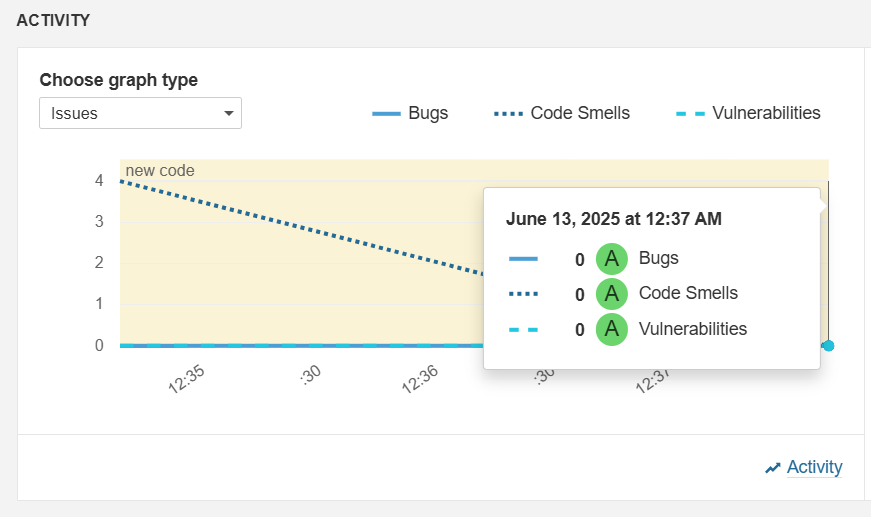 ACTIVITY
Choose graph type
Issues
Bugs
Code Smells
Vulnerabilities
new code
4
3
2
1
0
June 13, 2025 at 12:37 AM
0 A Bugs
0 A Code Smells
0 A Vulnerabilities
12:35
:30
12:36
:30
12:37
Activity